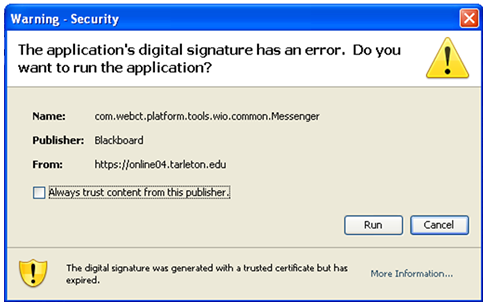 Warning - Security
The application's digital signature has an error. Do you
want to run the application?
Name: com.webct.platform.tools.wio.common.Messenger
Publisher: Blackboard
From: https://online04.tarleton.edu
Always trust content from this publisher.
Run Cancel
The digital signature was generated with a trusted certificate but has More Information...
expired.